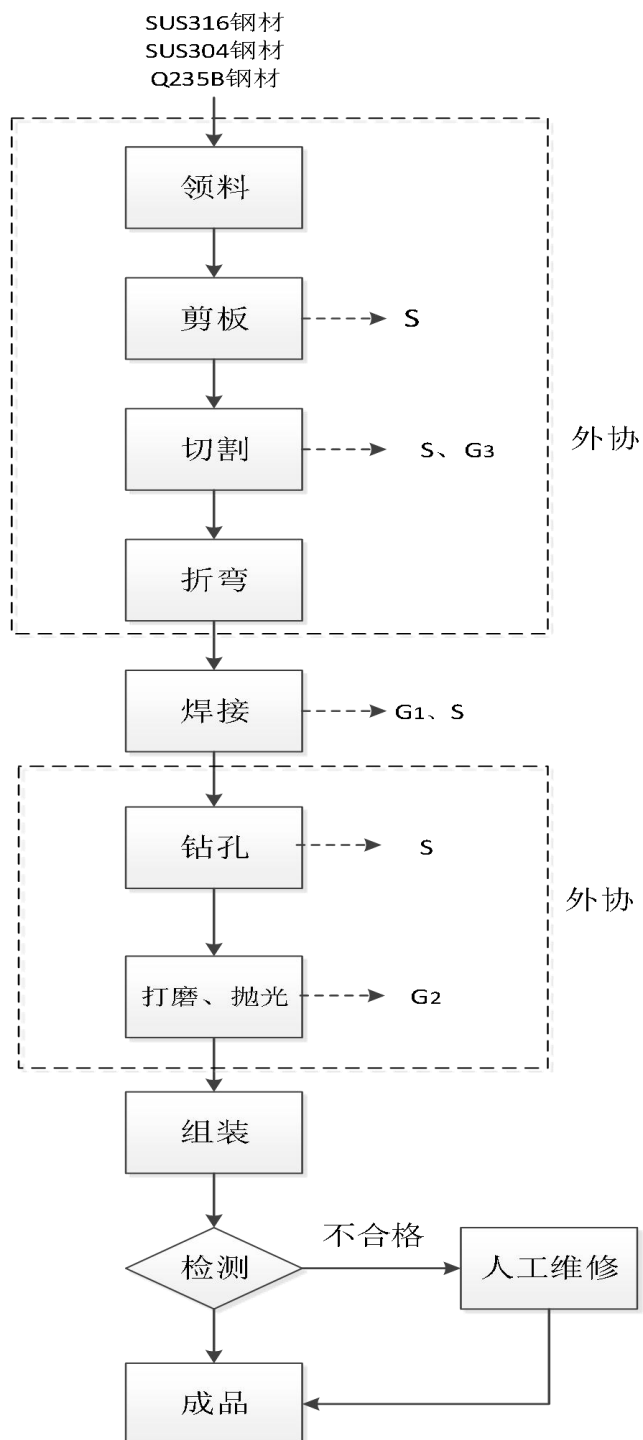 SUS316钢材
SUS304钢材
Q235B钢材
领料
剪板
S
切割
S、G3
外协
折弯
焊接
G1、S
钻孔
S
外协
打磨、抛光
G2
组装
不合格
检测
人工维修
成品